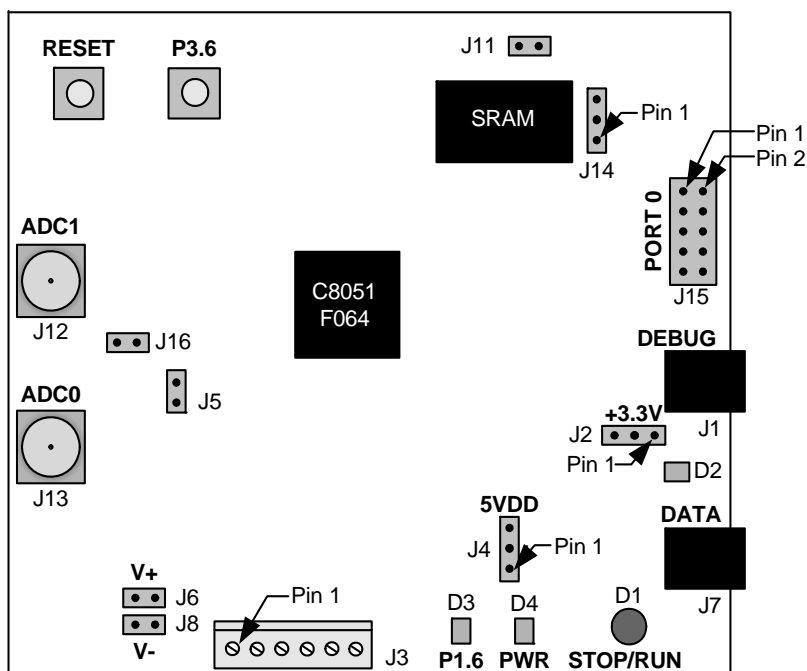 RESET
P3.6
J11
SRAM
Pin 1
J14
Pin 1
Pin 2
PORT 0
J15
ADC1
J12
C8051
F064
J16
J5
ADC0
J13
DEBUG
J1
+3.3V
J2
Pin 1
D2
5VDD
J4
Pin 1
DATA
J7
V+
J6
J8
V-
Pin 1
J3
D3
P1.6
D4
PWR
D1
STOP/RUN